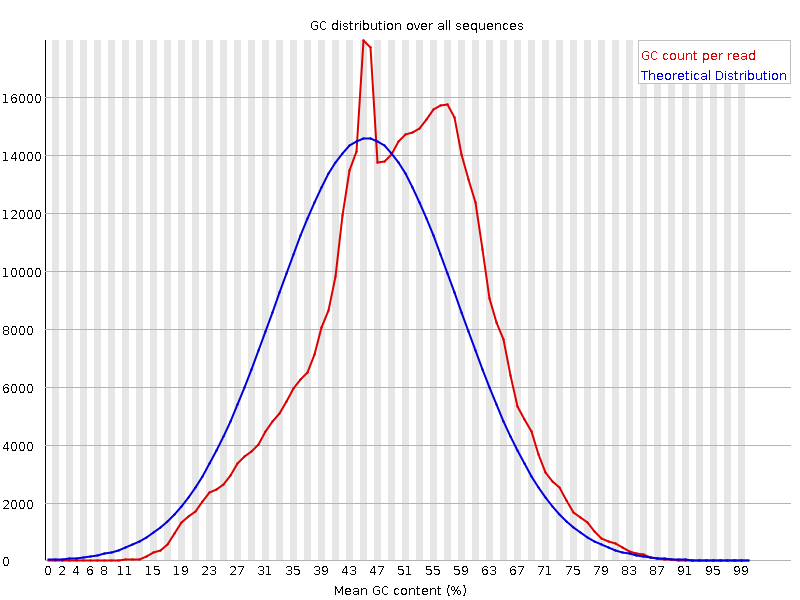 GC distribution over all sequences
GC count per read
Theoretical Distribution
16000
14000
12000
10000
8000
6000
4000
2000
0
0 2 4 6 8 11 15 19 23 27 31 35 39 43 47 51 55 59 63 67 71 75 79 83 87 91 95 99
Mean GC content (%)